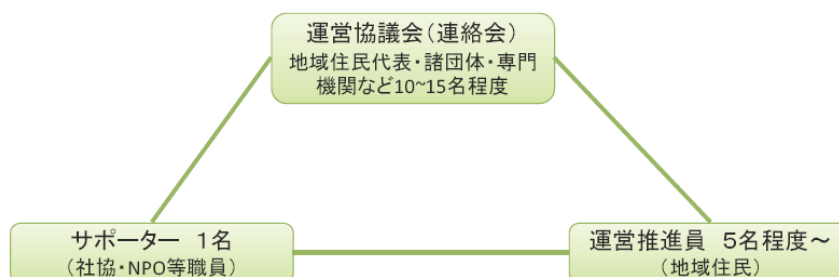 運営協議会(連絡会)
地域住民代表・諸団体・専門
機関など10~15名程度
サポーター　１名
（社協・NPO等職員）
運営推進員　５名程度～
（地域住民）